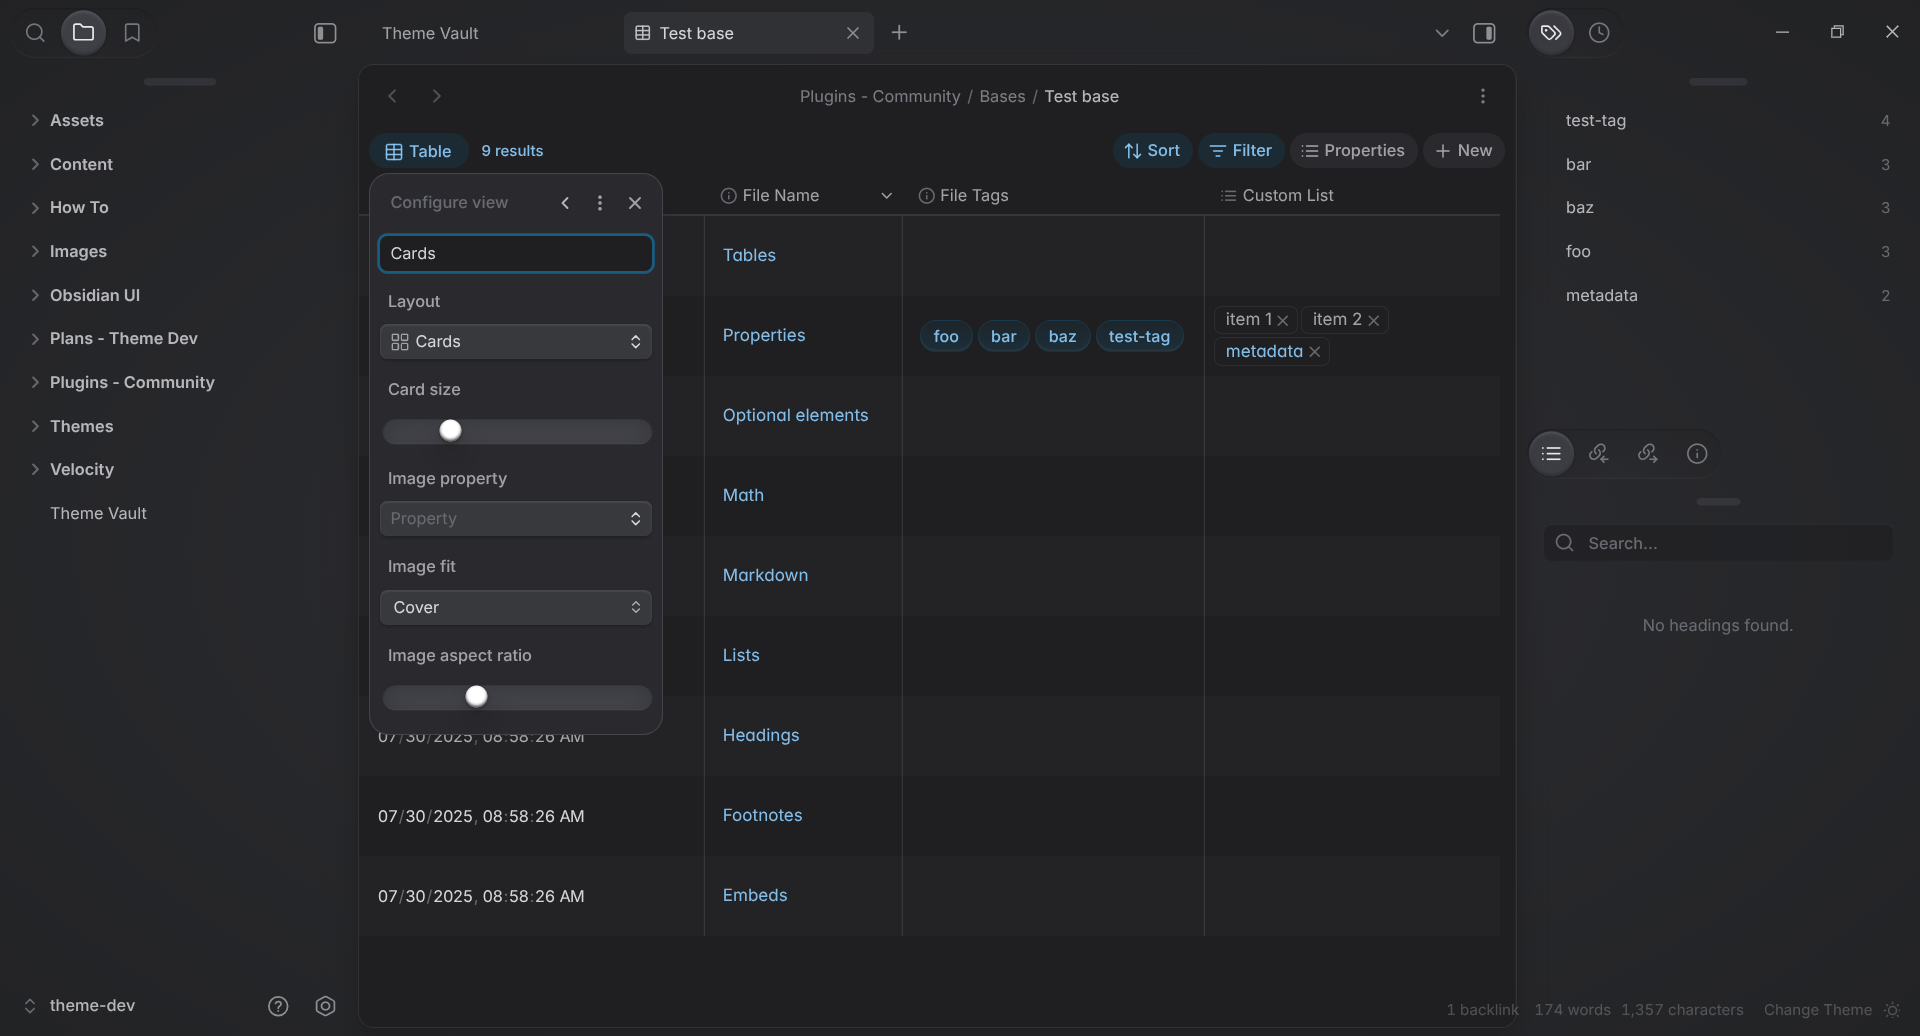 Theme Vault
Test base
Assets
Content
How To
Images
Obsidian UI
Plans - Theme Dev
Plugins - Community
Themes
Velocity
Theme Vault
theme-dev
Plugins - Community / Bases / Test base
Table
9 results
Sort
Filter
Properties
New
Configure view
Cards
Layout
Cards
Card size
Image property
Property
Image fit
Cover
Image aspect ratio
File Name
File Tags
Custom List
Tables
Properties
foo
bar
baz
test-tag
item 1
item 2
metadata
Optional elements
Math
Markdown
Lists
07/30/2025, 08:58:26 AM
Headings
07/30/2025, 08:58:26 AM
Footnotes
07/30/2025, 08:58:26 AM
Embeds
test-tag 4
bar 3
baz 3
foo 3
metadata 2
Search...
No headings found.
1 backlink
174 words
1,357 characters
Change Theme